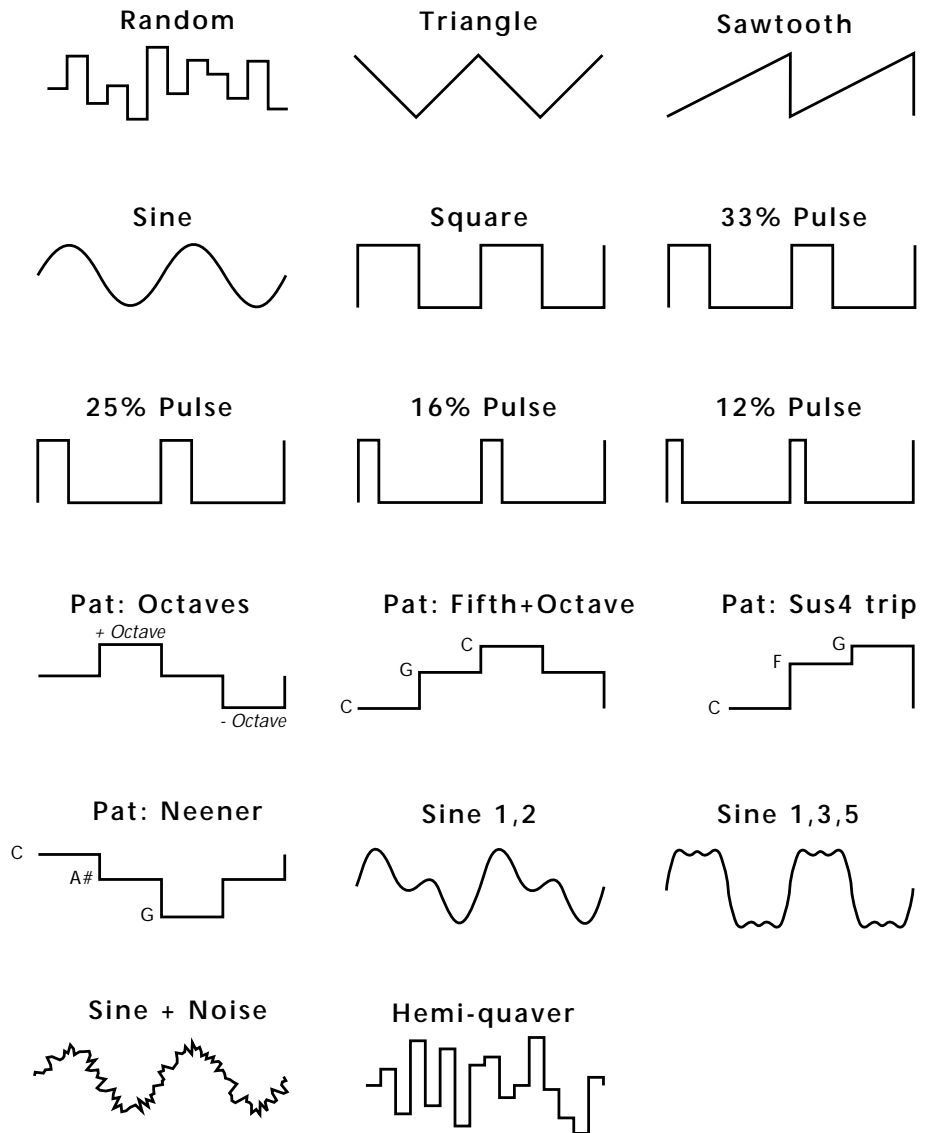 Random
Triangle
Sawtooth
Sine
Square
33% Pulse
25% Pulse
16% Pulse
12% Pulse
Pat: Octaves
+ Octave
- Octave
Pat: Fifth+Octave
C
G
C
Pat: Sus4 trip
G
F
C
Pat: Neener
C
A#
G
Sine 1,2
Sine 1,3,5
Sine + Noise
Hemi-quaver